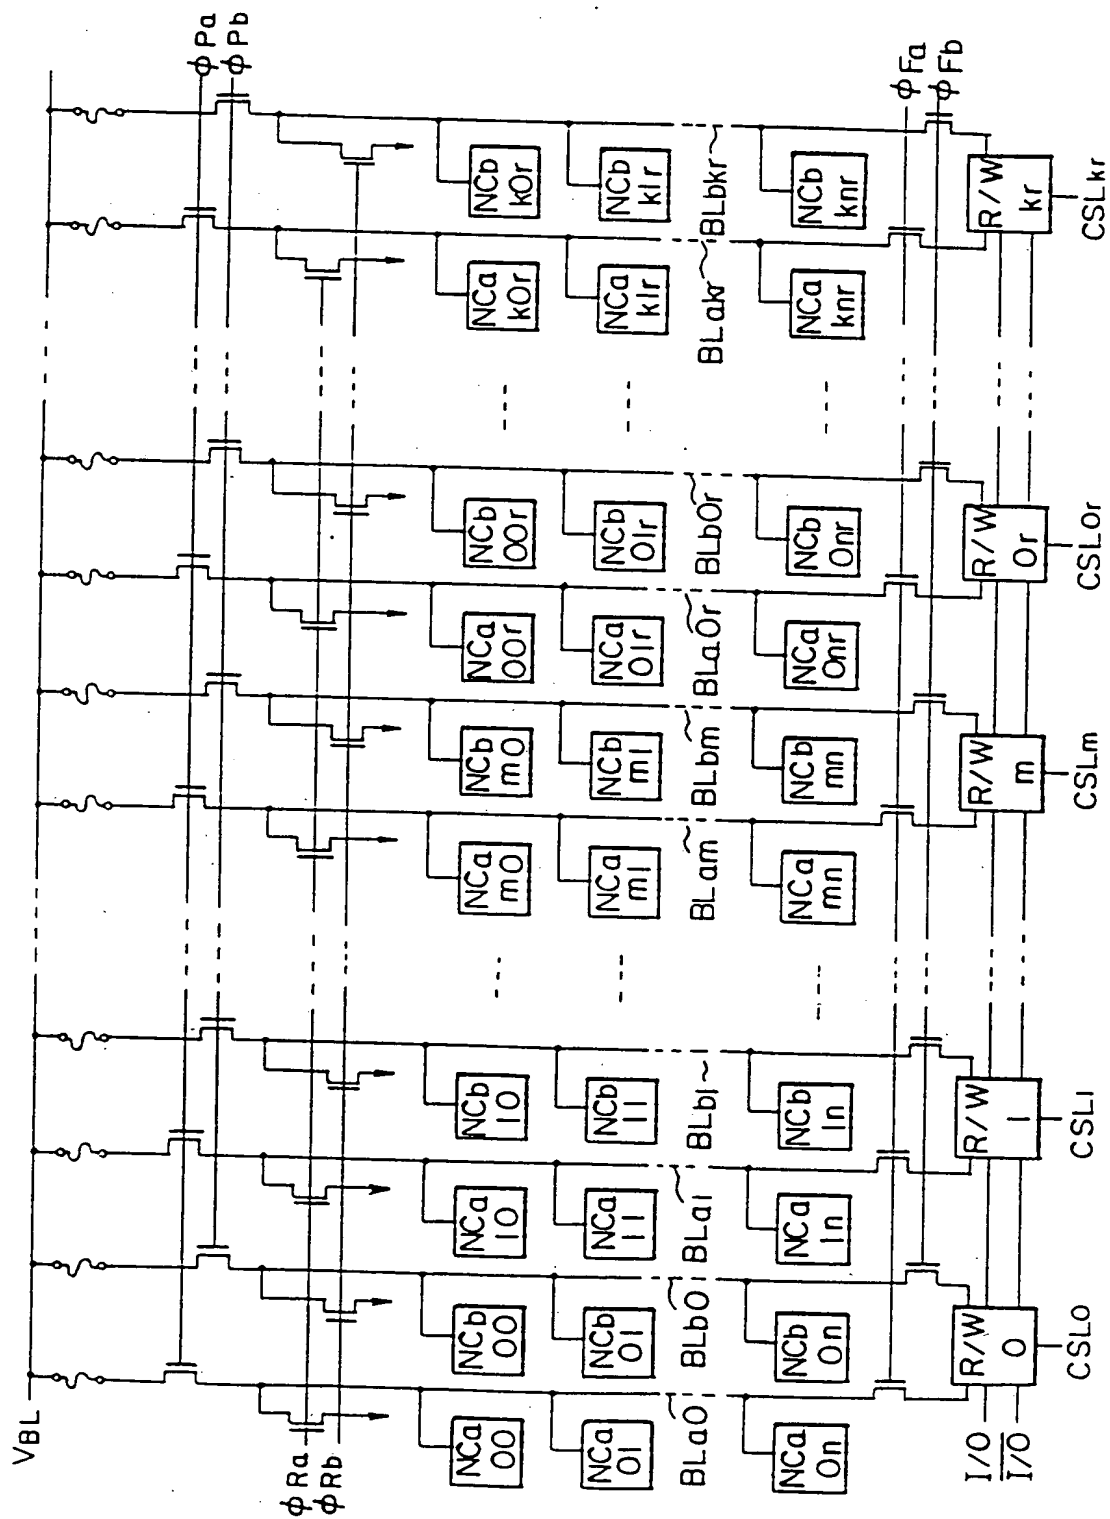 VBL
φPa
φPb
φRa
φRb
NCa
00
NCb
00
NCa
10
NCb
10
NCa
m0
NCb
m0
NCa
00r
NCb
00r
NCa
k0r
NCb
k0r
NCa
01
NCb
01
NCa
11
NCb
11
NCa
m1
NCb
m1
NCa
01r
NCb
01r
NCa
k1r
NCb
k1r
BLa0
BLb0
BLa1
BLb1
BLam
BLbm
BLa0r
BLb0r
BLakr
BLbkr
NCa
0n
NCb
0n
NCa
1n
NCb
1n
NCa
mn
NCb
mn
NCa
0nr
NCb
0nr
NCa
knr
NCb
knr
φFa
φFb
I/O
I/O
R/W
0
R/W
1
R/W
m
R/W
0r
R/W
kr
CSL0
CSL1
CSLm
CSL0r
CSLkr